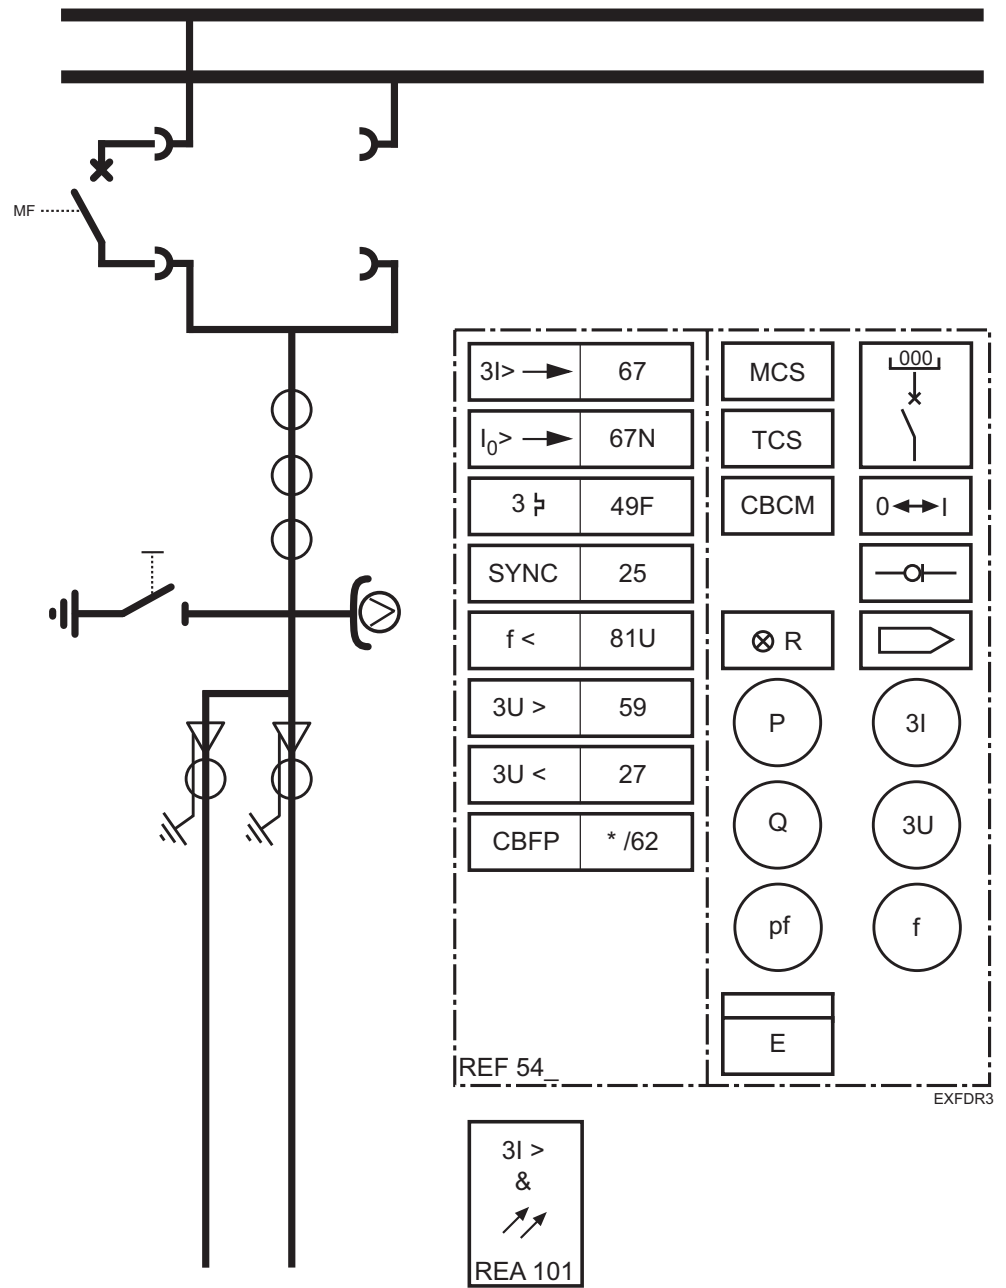 MF
3I> 67
I0> 67N
3 49F
SYNC 25
f < 81U
3U > 59
3U < 27
CBFP * /62
REF 54_
MCS
000
TCS
CBCM
0 I
R
P
3I
Q
3U
pf
f
E
EXFDR3
3I >
&
REA 101